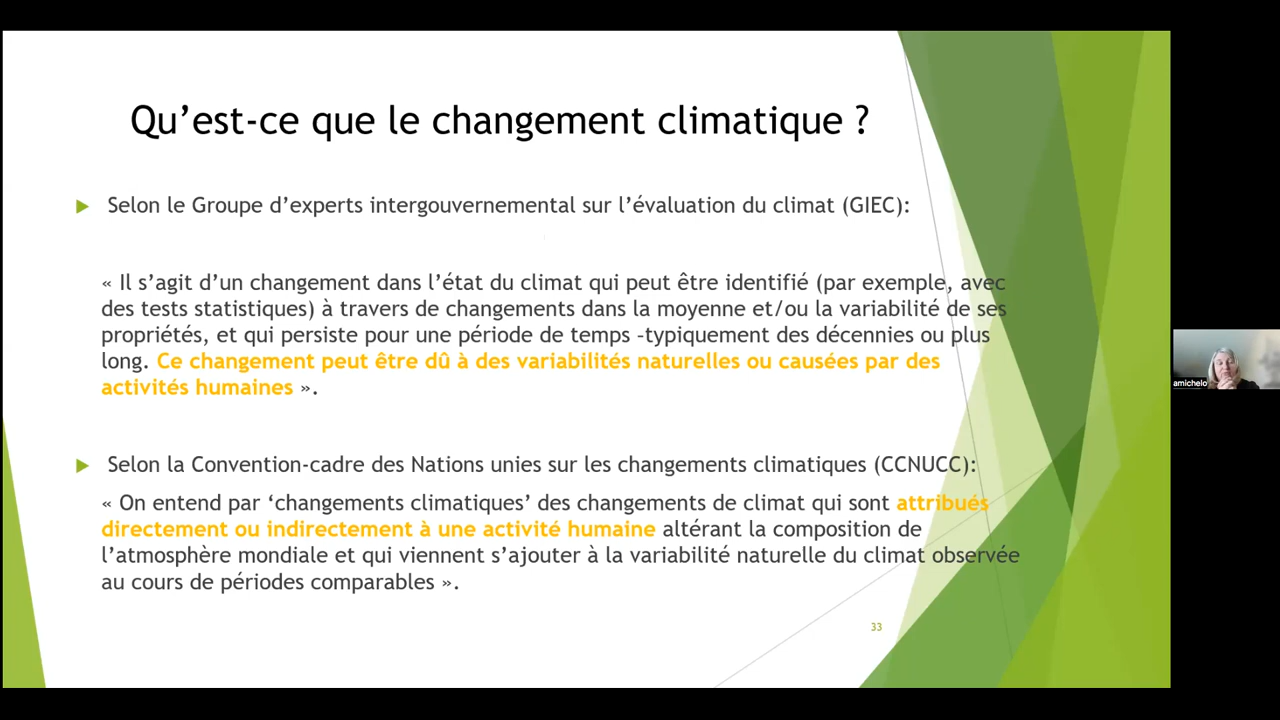 Qu’est-ce que le changement climatique ?
Selon le Groupe d’experts intergouvernemental sur l’évaluation du climat (GIEC):
« Il s’agit d’un changement dans l’état du climat qui peut être identifié (par exemple, avec
des tests statistiques) à travers de changements dans la moyenne et/ou la variabilité de ses
propriétés, et qui persiste pour une période de temps –typiquement des décennies ou plus
long. Ce changement peut être dû à des variabilités naturelles ou causées par des
activités humaines ».
Selon la Convention-cadre des Nations unies sur les changements climatiques (CCNUCC):
« On entend par ‘changements climatiques’ des changements de climat qui sont attribués
directement ou indirectement à une activité humaine altérant la composition de
l’atmosphère mondiale et qui viennent s’ajouter à la variabilité naturelle du climat observée
au cours de périodes comparables ».
33
amichelo